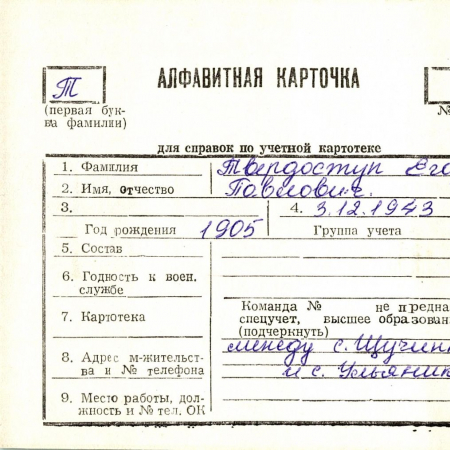 Т
АЛФАВИТНАЯ КАРТОЧКА
(первая бук-
ва фамилии)
№
для справок по учетной картотеке
1. Фамилия Твердоступ Его
2. Имя, отчество Павлович.
3. 4. 3.12.1943
Год рождения 1905 Группа учета
5. Состав
6. Годность к воен.
службе
7. Картотека
Команда № не предна
спецучет, высшее образован
(подчеркнуть)
8. Адрес м-жительст-
ва и № телефона
между с. Щучин
и с. Ульяник
9. Место работы, дол-
жность и № тел. ОК